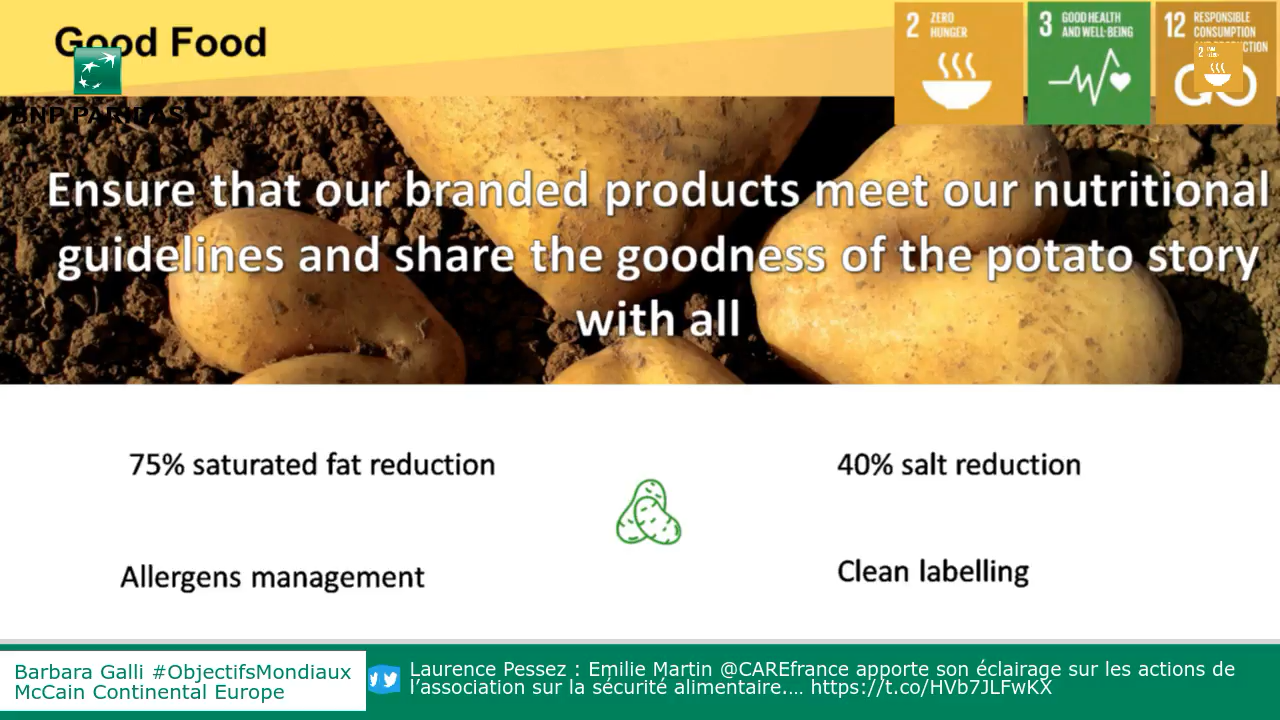 Good Food
BNP PARIBAS
2 ZERO
HUNGER
3 GOOD HEALTH
AND WELL-BEING
12 RESPONSIBLE
CONSUMPTION
AND PRODUCTION
2
Ensure that our branded products meet our nutritional
guidelines and share the goodness of the potato story
with all
75% saturated fat reduction
40% salt reduction
Allergens management
Clean labelling
Barbara Galli #ObjectifsMondiaux
McCain Continental Europe
Laurence Pessez : Emilie Martin @CAREfrance apporte son éclairage sur les actions de
l’association sur la sécurité alimentaire.… https://t.co/HVb7JLFwKX